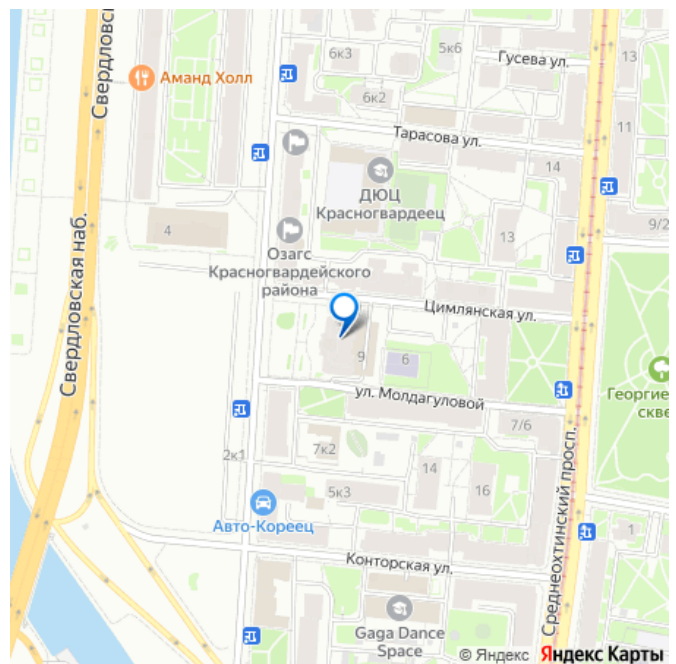 Свердловск
6к3
5к6
Гусева ул.
13
Аманд Холл
6к2
11
Тарасова ул.
14
ДЮЦ
Красногвардеец
4
13
9/2
Озагс
Красногвардейского
района
Свердловская наб.
Цимлянская ул.
9
6
Георгие
скве
ул. Молдагуловой
7/6
7к2
2к1
14
16
5к3
Авто-Кореец
1
Конторская ул.
Среднеохтинский просп.
Gaga Dance
Space
© Яндекс Яндекс Карты